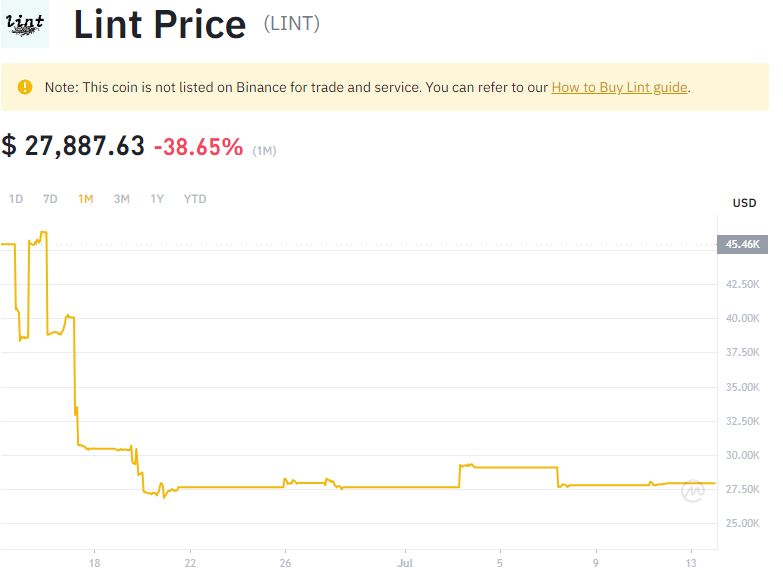 lint
Lint Price (LINT)
Note: This coin is not listed on Binance for trade and service. You can refer to our How to Buy Lint guide.
$ 27,887.63 -38.65% (1M)
1D 7D 1M 3M 1Y YTD
USD
45.46K
42.50K
40.00K
37.50K
35.00K
32.50K
30.00K
27.50K
25.00K
18 22 26 Jul 5 9 13